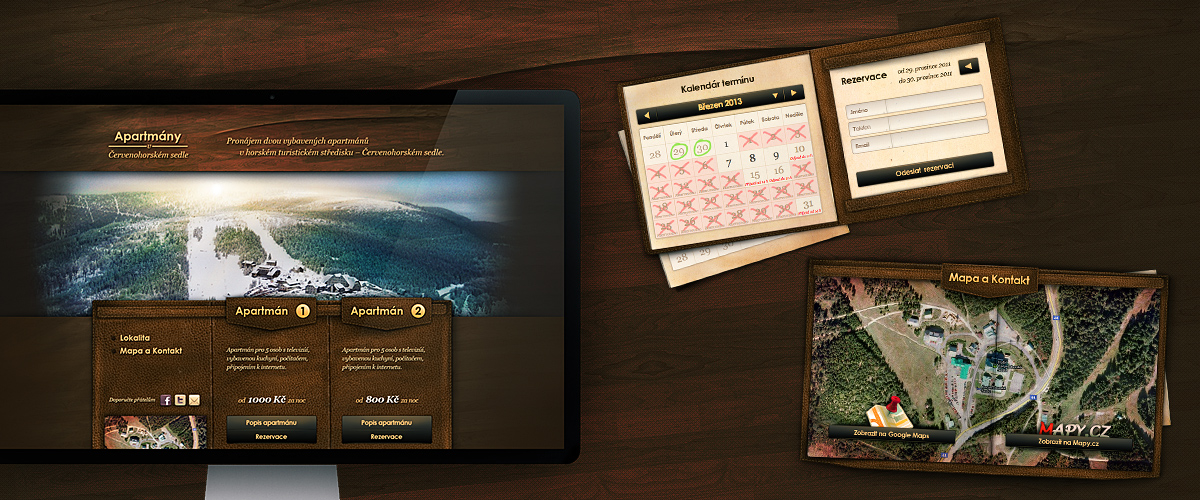 Apartmány
v
Červenohorském sedle
Pronájem dvou vybavených apartmánů
v horském turistickém středisku – Červenohorském sedle.
Lokalita
Mapa a Kontakt
Doporučte přátelům
Apartmán 1
Apartmán pro 5 osob s televizií,
vybavenou kuchyní, počítačem,
připojením k internetu.
od 1000 Kč za noc
Popis apartmánu
Rezervace
Apartmán 2
Apartmán pro 5 osob s televizií,
vybavenou kuchyní, počítačem,
připojením k internetu.
od 800 Kč za noc
Popis apartmánu
Rezervace
Kalendár termínu
Březen 2013
Pondělí Úterý Středa Čtvrtek Pátek Sobota Neděle
28 29 30 1
7 8 9 10
15 16
31
Rezervace
od 29. prosince 2011
do 30. prosince 2011
Jméno
Telefon
Email
Odeslat rezervaci
Mapa a Kontakt
Zobrazit na Google Maps
MAPY.CZ
Zobrazit na Mapy.cz